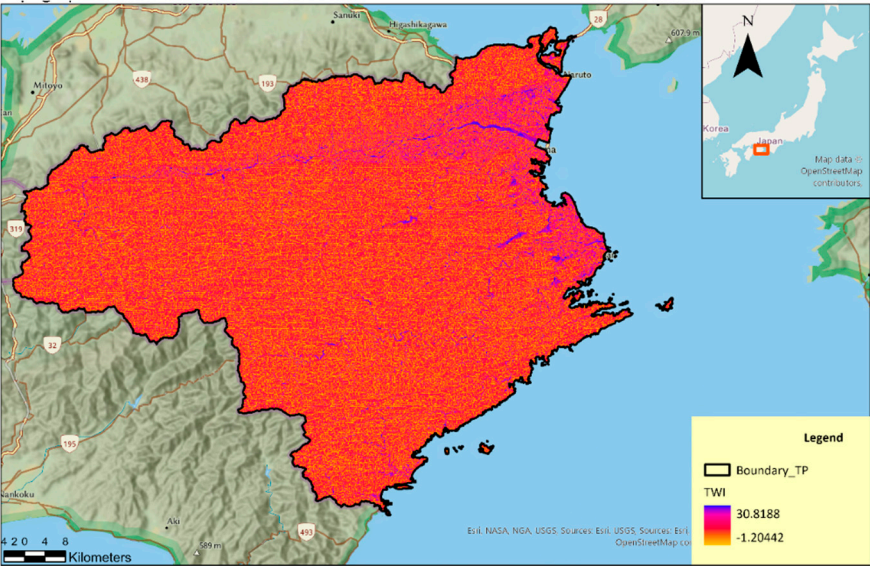 Sanuki
Higashikagawa
28
607.9 m
N
438
193
Mitoyo
Naruto
Korea
Japan
Map data ©
OpenStreetMap
contributors.
319
32
195
Nankoku
Aki
589 m
493
Esri, NASA, NGA, USGS, Sources: Esri, USGS, Sources: Esri
OpenStreetMap
4 2 0 4 8
Kilometers
Legend
Boundary_TP
TWI
30.8188
-1.20442